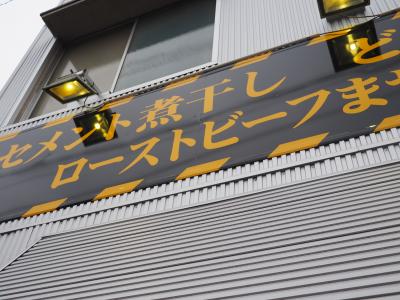 セメント煮干し ど
ローストビーフま